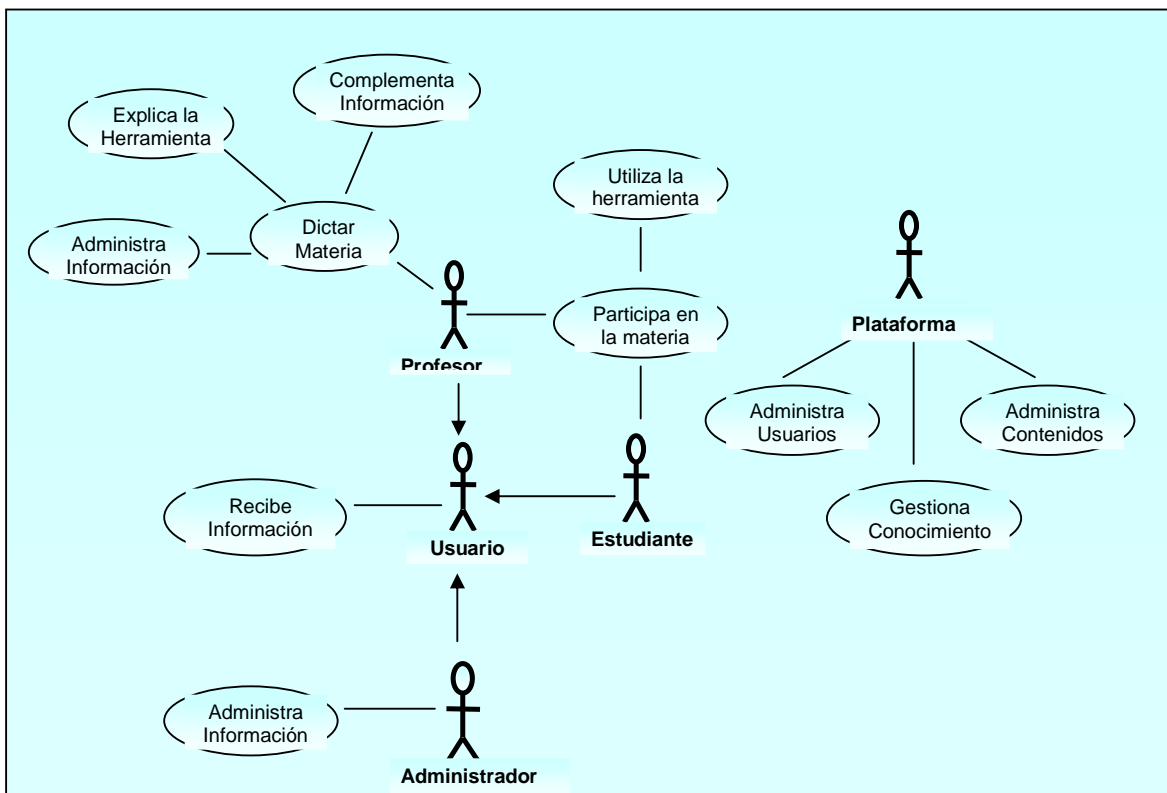 Complementa
Información
Explica la
Herramienta
Utiliza la
herramienta
Dictar
Materia
Administra
Información
Participa en
la materia
Plataforma
Profesor
Administra
Usuarios
Administra
Contenidos
Recibe
Información
Gestiona
Conocimiento
Usuario
Estudiante
Administra
Información
Administrador